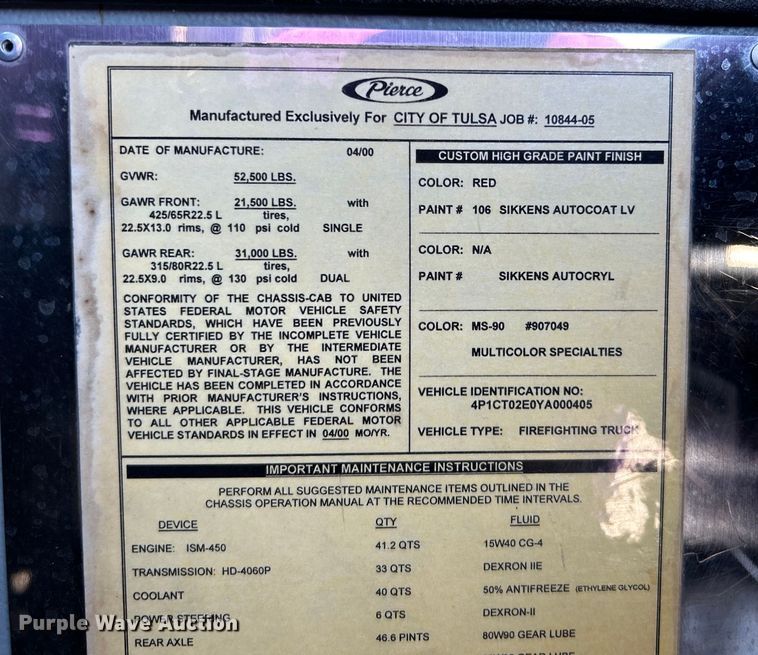 Pierce
Manufactured Exclusively For CITY OF TULSA JOB #: 10844-05
DATE OF MANUFACTURE: 04/00
GVWR: 52,500 LBS.
GAWR FRONT: 21,500 LBS. with
425/65R22.5 L tires,
22.5X13.0 rims, @ 110 psi cold SINGLE
GAWR REAR: 31,000 LBS. with
315/80R22.5 L tires,
22.5X9.0 rims, @ 130 psi cold DUAL
CONFORMITY OF THE CHASSIS-CAB TO UNITED
STATES FEDERAL MOTOR VEHICLE SAFETY
STANDARDS, WHICH HAVE BEEN PREVIOUSLY
FULLY CERTIFIED BY THE INCOMPLETE VEHICLE
MANUFACTURER OR BY THE INTERMEDIATE
VEHICLE MANUFACTURER, HAS NOT BEEN
AFFECTED BY FINAL-STAGE MANUFACTURE. THE
VEHICLE HAS BEEN COMPLETED IN ACCORDANCE
WITH PRIOR MANUFACTURER'S INSTRUCTIONS,
WHERE APPLICABLE. THIS VEHICLE CONFORMS
TO ALL OTHER APPLICABLE FEDERAL MOTOR
VEHICLE STANDARDS IN EFFECT IN 04/00 MO/YR.
CUSTOM HIGH GRADE PAINT FINISH
COLOR: RED
PAINT # 106 SIKKENS AUTOCOAT LV
COLOR: N/A
PAINT # SIKKENS AUTOCRYL
COLOR: MS-90 #907049
MULTICOLOR SPECIALTIES
VEHICLE IDENTIFICATION NO:
4P1CT02E0YA000405
VEHICLE TYPE: FIREFIGHTING TRUCK
IMPORTANT MAINTENANCE INSTRUCTIONS
PERFORM ALL SUGGESTED MAINTENANCE ITEMS OUTLINED IN THE
CHASSIS OPERATION MANUAL AT THE RECOMMENDED TIME INTERVALS.
DEVICE QTY FLUID
ENGINE: ISM-450 41.2 QTS 15W40 CG-4
TRANSMISSION: HD-4060P 33 QTS DEXRON IIE
COOLANT 40 QTS 50% ANTIFREEZE (ETHYLENE GLYCOL)
POWER STEERING 6 QTS DEXRON-II
REAR AXLE 46.6 PINTS 80W90 GEAR LUBE
GEAR LUBE
Purple Wave Auction